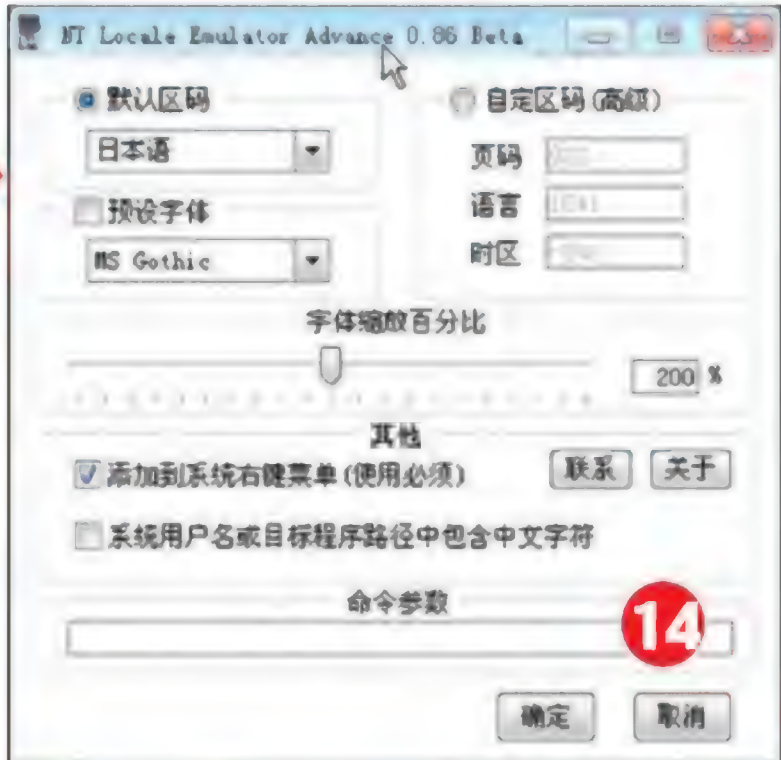 NT Locale Emulator Advance 0.86 Beta
默认区码
日本语
自定区码(高级)
页码
语言
1041
时区
预设字体
MS Gothic
字体缩放百分比
200 %
其他
添加到系统右键菜单(使用必须)
联系
关于
系统用户名或目标程序路径中包含中文字符
命令参数
14
确定
取消